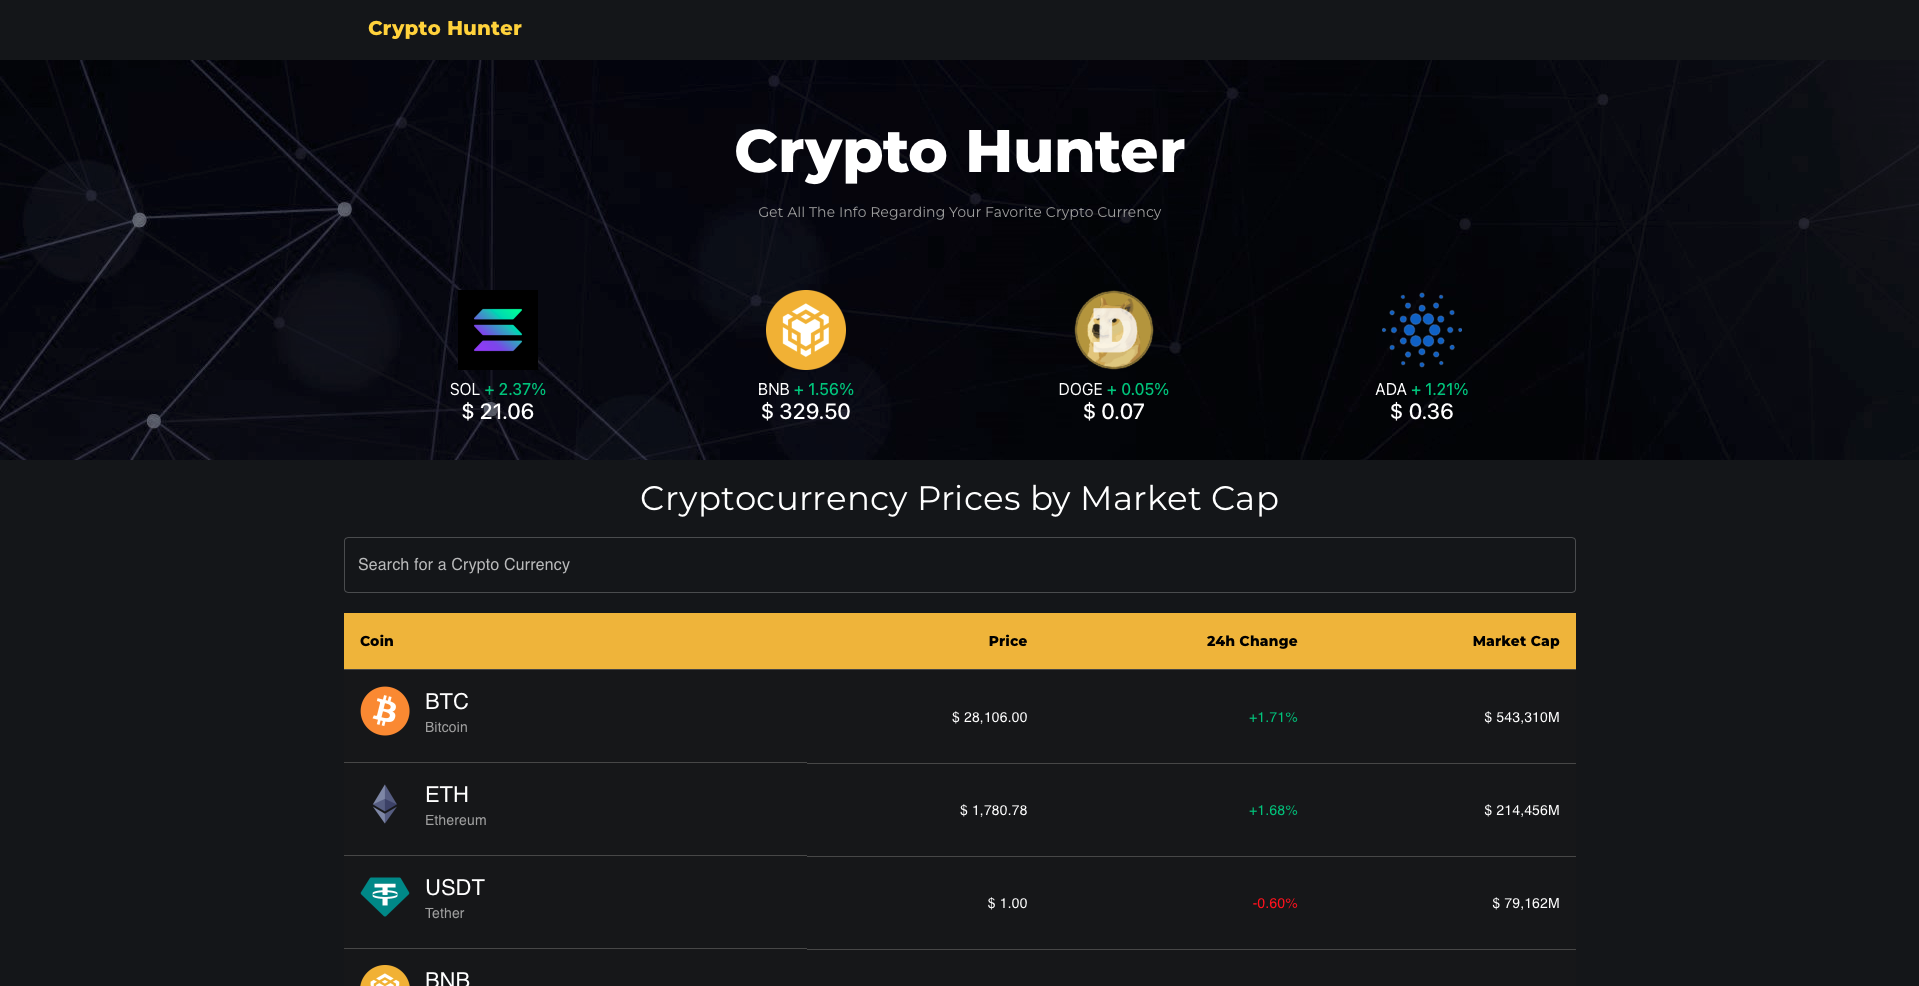 Crypto Hunter
Crypto Hunter
Get All The Info Regarding Your Favorite Crypto Currency
SOL + 2.37%
$ 21.06
BNB + 1.56%
$ 329.50
DOGE + 0.05%
$ 0.07
ADA + 1.21%
$ 0.36
Cryptocurrency Prices by Market Cap
Search for a Crypto Currency
Coin Price 24h Change Market Cap
BTC
Bitcoin
$ 28,106.00 +1.71% $ 543,310M
ETH
Ethereum
$ 1,780.78 +1.68% $ 214,456M
USDT
Tether
$ 1.00 -0.60% $ 79,162M
BNB